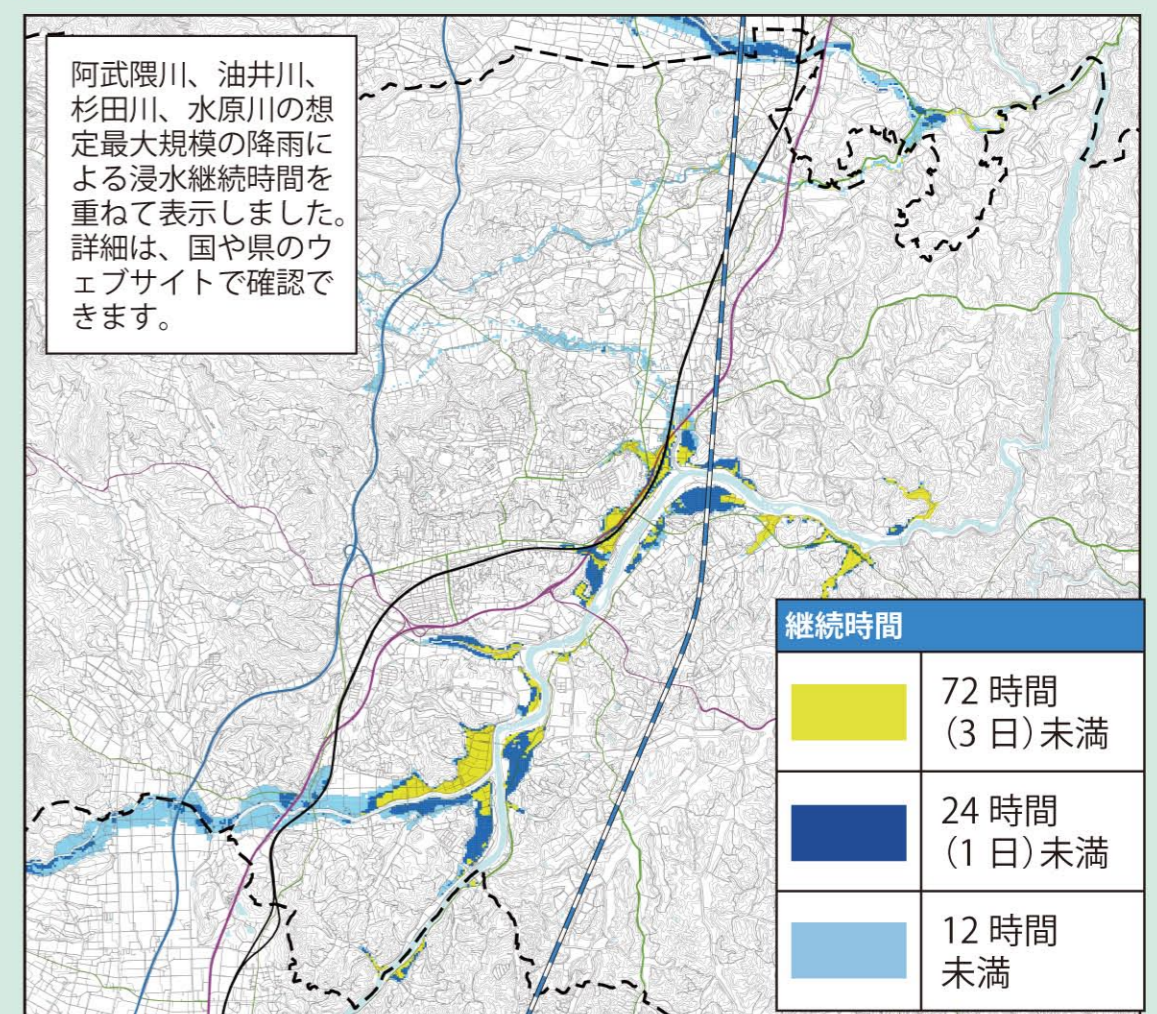 阿武隈川、油井川、
杉田川、水原川の想
定最大規模の降雨に
よる浸水継続時間を
重ねて表示しました。
詳細は、国や県のウ
ェブサイトで確認で
きます。
継続時間
72 時間
（3 日）未満
24 時間
（1 日）未満
12 時間
未満